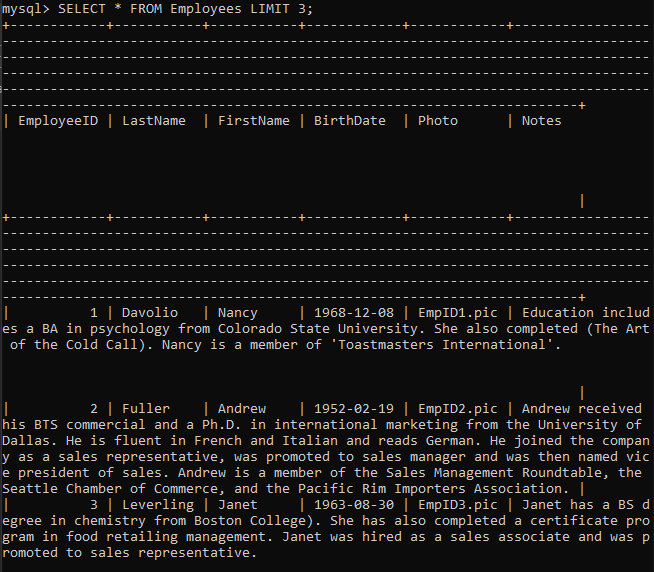 mysql> SELECT * FROM Employees LIMIT 3;
+------------+-----------+-----------+------------+------------+-----------------
---------------------------------------------------------------------------------
---------------------------------------------------------------------------------
---------------------------------------------------------------------------------
---------------------------------------------------------------------------------
------------------------------------------------------------------------+
| EmployeeID | LastName  | FirstName | BirthDate  | Photo      | Notes
|
+------------+-----------+-----------+------------+------------+-----------------
---------------------------------------------------------------------------------
---------------------------------------------------------------------------------
---------------------------------------------------------------------------------
---------------------------------------------------------------------------------
------------------------------------------------------------------------+
|          1 | Davolio   | Nancy     | 1968-12-08 | EmpID1.pic | Education includ
es a BA in psychology from Colorado State University. She also completed (The Art
 of the Cold Call). Nancy is a member of 'Toastmasters International'.
|
|          2 | Fuller    | Andrew    | 1952-02-19 | EmpID2.pic | Andrew received
his BTS commercial and a Ph.D. in international marketing from the University of
Dallas. He is fluent in French and Italian and reads German. He joined the compan
y as a sales representative, was promoted to sales manager and was then named vic
e president of sales. Andrew is a member of the Sales Management Roundtable, the
Seattle Chamber of Commerce, and the Pacific Rim Importers Association. |
|          3 | Leverling | Janet     | 1963-08-30 | EmpID3.pic | Janet has a BS d
egree in chemistry from Boston College). She has also completed a certificate pro
gram in food retailing management. Janet was hired as a sales associate and was p
romoted to sales representative.